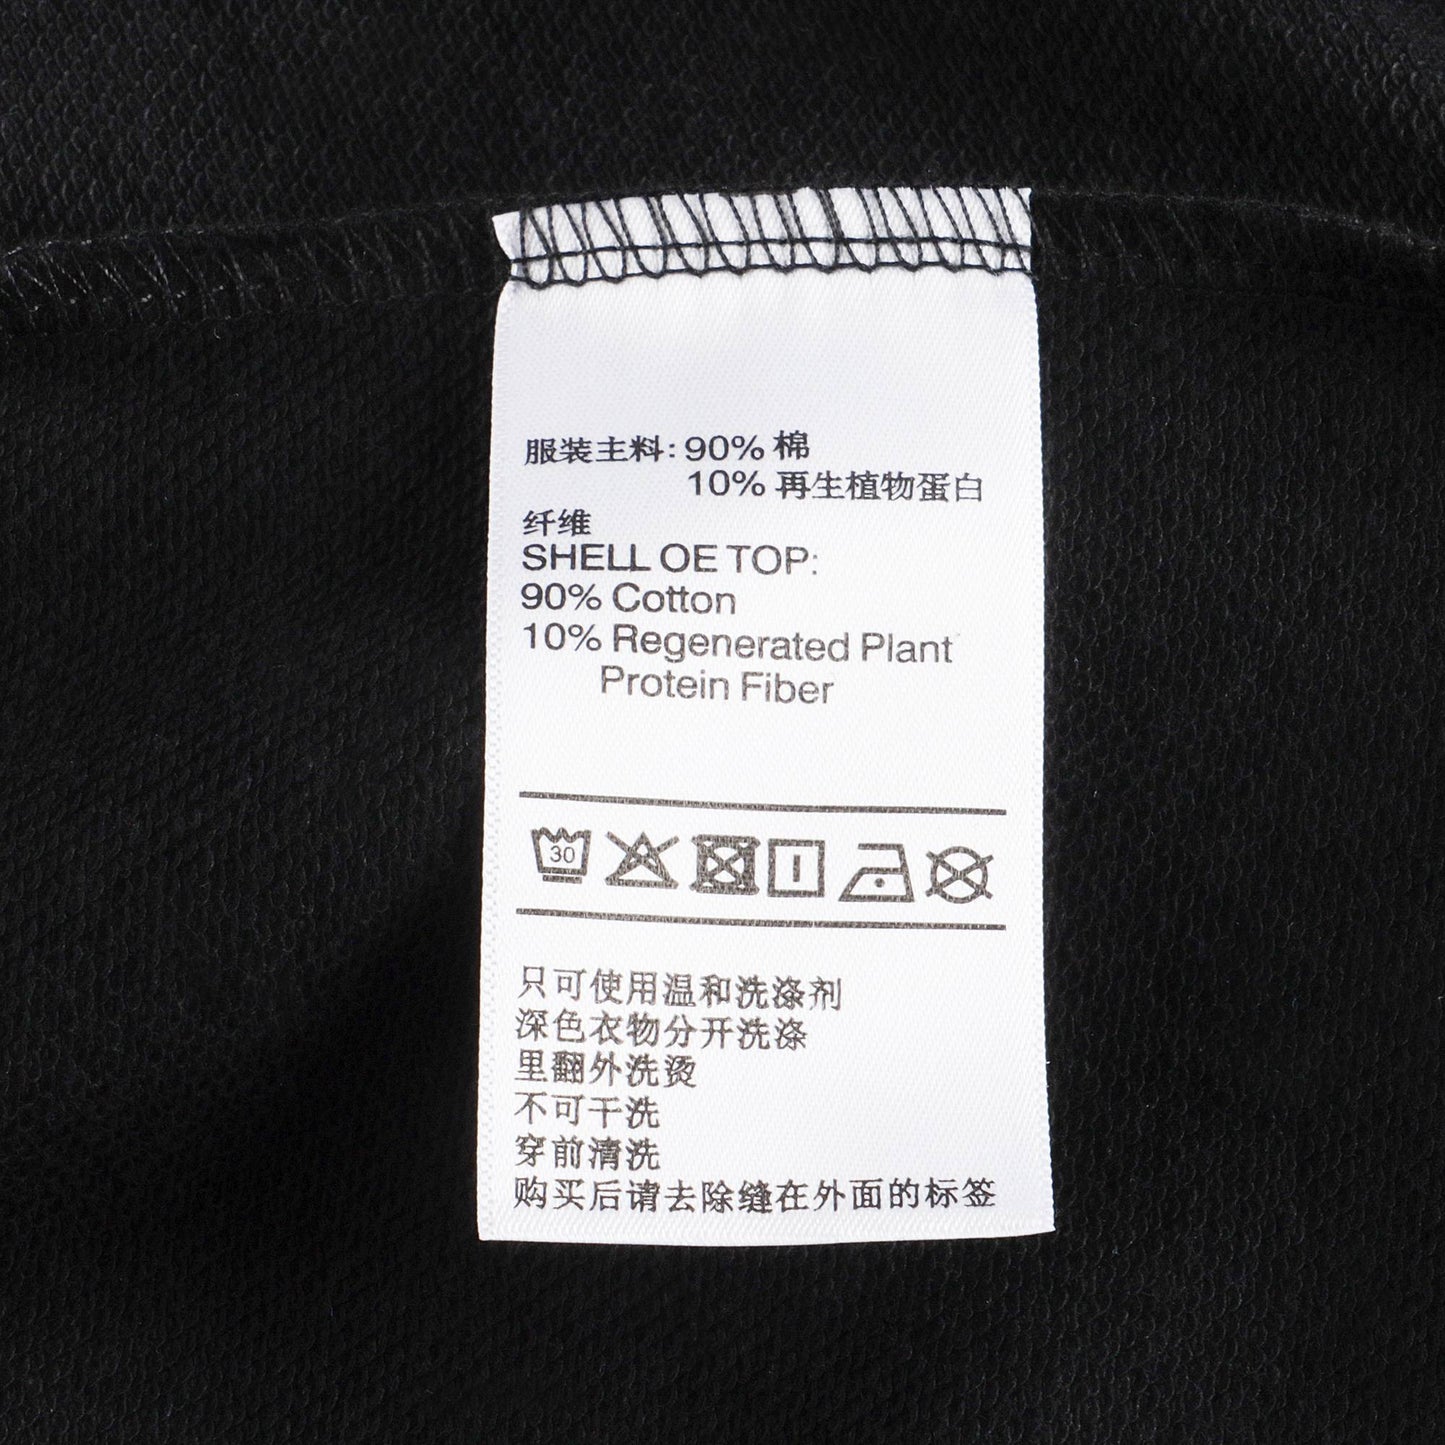 服装主料: 90% 棉
10% 再生植物蛋白
纤维
SHELL OE TOP:
90% Cotton
10% Regenerated Plant
Protein Fiber
30
只可使用温和洗涤剂
深色衣物分开洗涤
里翻外洗烫
不可干洗
穿前清洗
购买后请去除缝在外面的标签